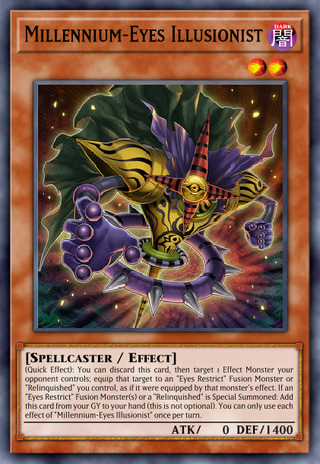 Millennium-Eyes Illusionist
DARK
闇
[Spellcaster / Effect]
(Quick Effect): You can discard this card, then target 1 Effect Monster your
opponent controls; equip that target to an "Eyes Restrict" Fusion Monster or
"Relinquished" you control, as if it were equipped by that monster's effect. If an
"Eyes Restrict" Fusion Monster(s) or a "Relinquished" is Special Summoned: Add
this card from your GY to your hand (this is not optional). You can only use each
effect of "Millennium-Eyes Illusionist" once per turn.
ATK/ 0 DEF/1400